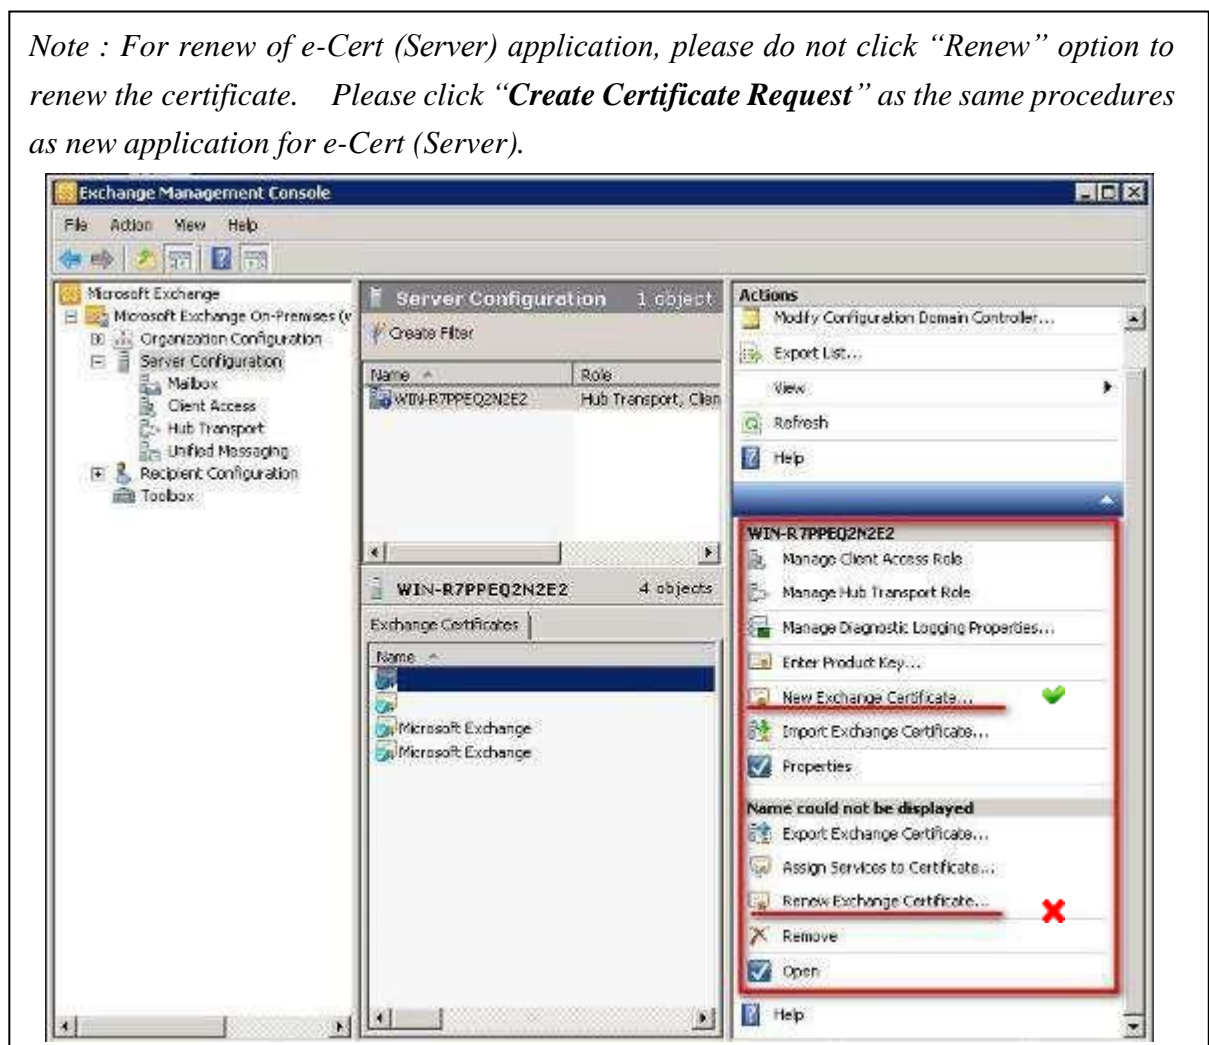 Note : For renew of e-Cert (Server) application, please do not click “Renew” option to
renew the certificate. Please click “Create Certificate Request” as the same procedures
as new application for e-Cert (Server).
Exchange Management Console
File Action View Help
Microsoft Exchange
Microsoft Exchange On-Premises (w
Organization Configuration
Server Configuration
Mailbox
Client Access
Hub Transport
Unified Messaging
Recipient Configuration
Toolbox
Server Configuration 1 object
Create Filter
Name Role
WIN-R7PPEQ2N2E2 Hub Transport, Clien
WIN-R7PPEQ2N2E2 4 objects
Exchange Certificates
Name
Microsoft Exchange
Microsoft Exchange
Actions
Modify Configuration Domain Controller...
Export List...
View
Refresh
Help
WIN-R7PPEQ2N2E2
Manage Client Access Role
Manage Hub Transport Role
Manage Diagnostic Logging Properties...
Enter Product Key...
New Exchange Certificate...
Import Exchange Certificate...
Properties
Name could not be displayed
Export Exchange Certificate...
Assign Services to Certificate...
Renew Exchange Certificate...
Remove
Open
Help